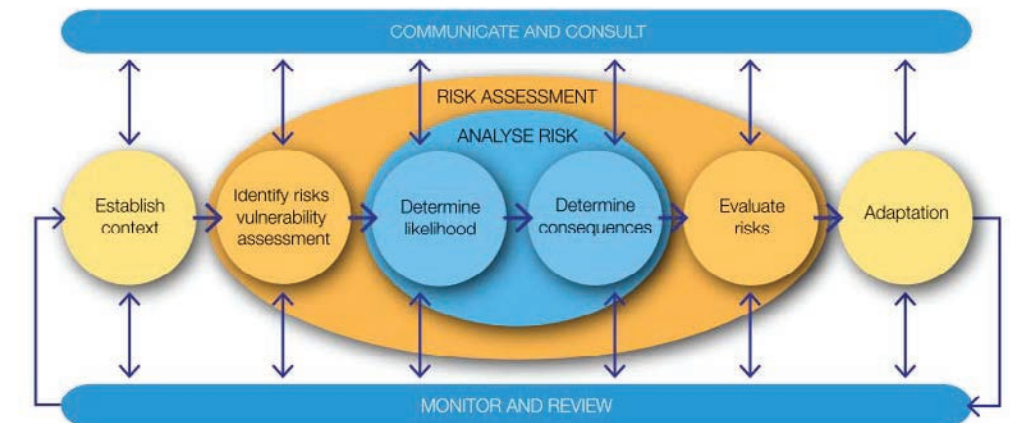 COMMUNICATE AND CONSULT
RISK ASSESSMENT
ANALYSE RISK
Establish
context
Identify risks
vulnerability
assessment
Determine
likelihood
Determine
consequences
Evaluate
risks
Adaptation
MONITOR AND REVIEW